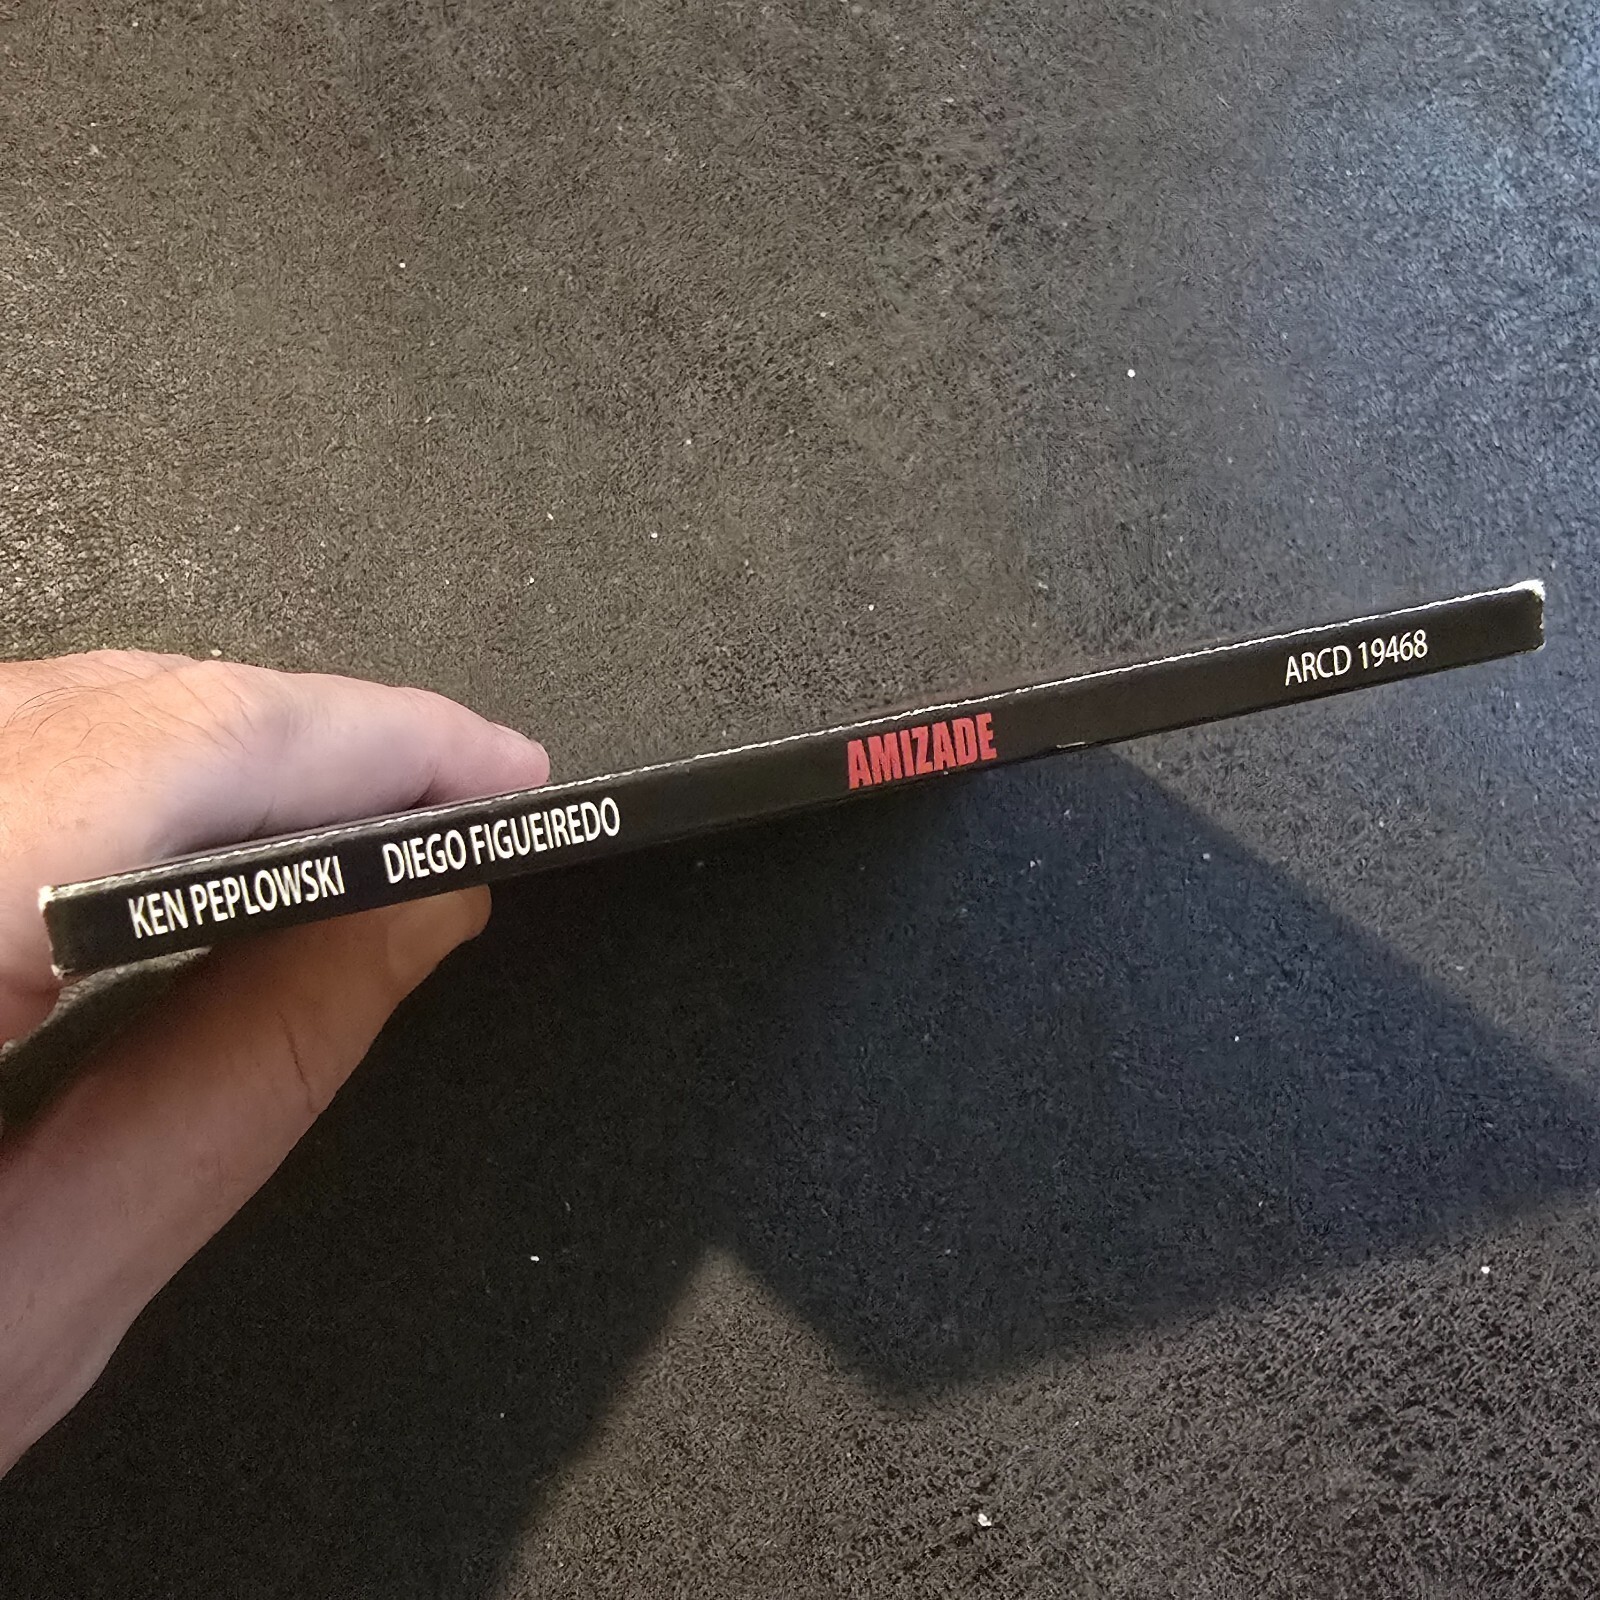 KEN PEPLOWSKI DIEGO FIGUEIREDO AMIZADE ARCD 19468